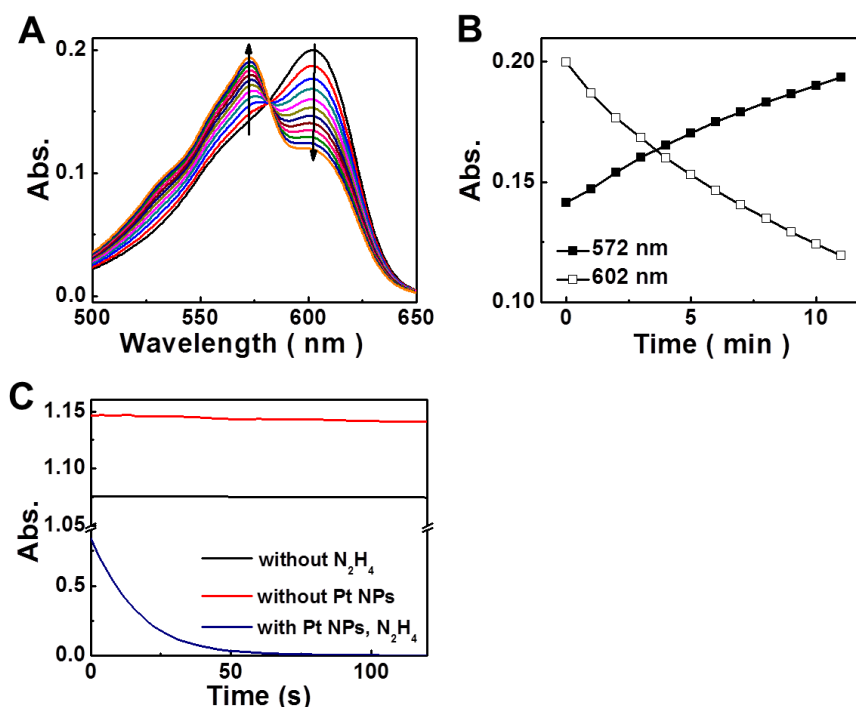 A
Abs.
0.2
0.1
0.0
500
550
600
650
Wavelength ( nm )
B
0.20
0.15
0.10
572 nm
602 nm
0
5
10
Time ( min )
C
Abs.
1.15
1.10
1.05
0.5
0.0
without N₂H₄
without Pt NPs
with Pt NPs, N₂H₄
0
50
100
Time (s)